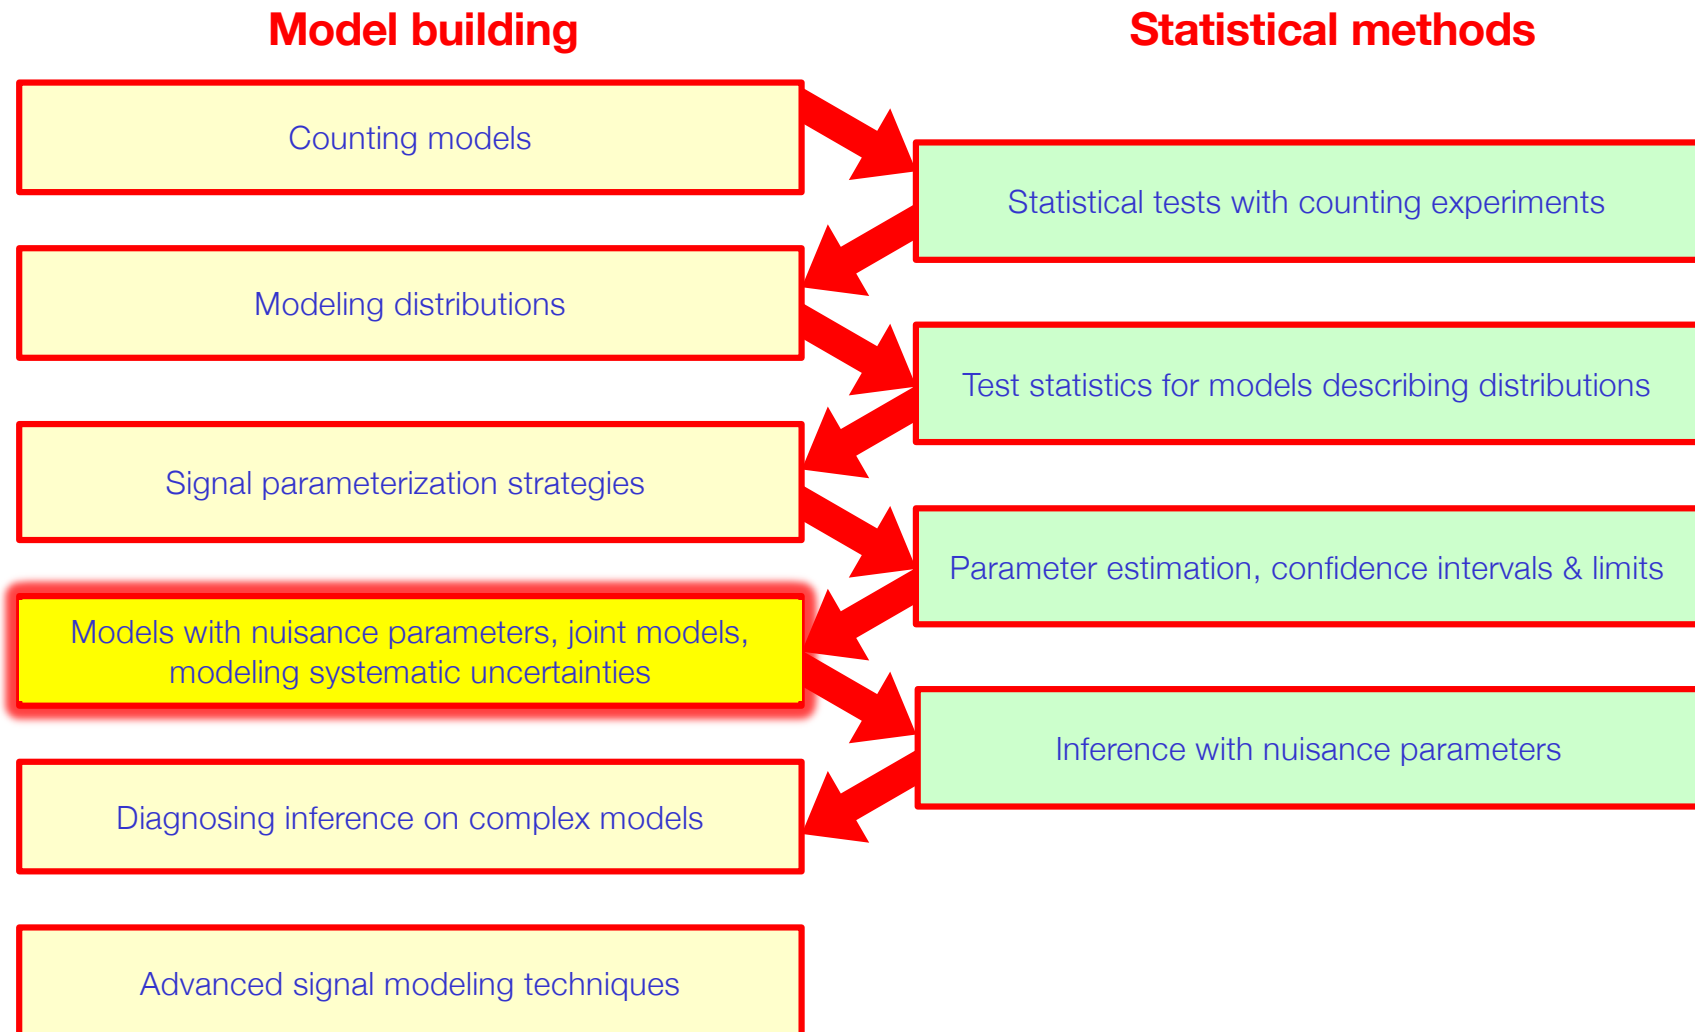 Model building
Statistical methods
Counting models
Statistical tests with counting experiments
Modeling distributions
Test statistics for models describing distributions
Signal parameterization strategies
Parameter estimation, confidence intervals & limits
Models with nuisance parameters, joint models,
modeling systematic uncertainties
Inference with nuisance parameters
Diagnosing inference on complex models
Advanced signal modeling techniques